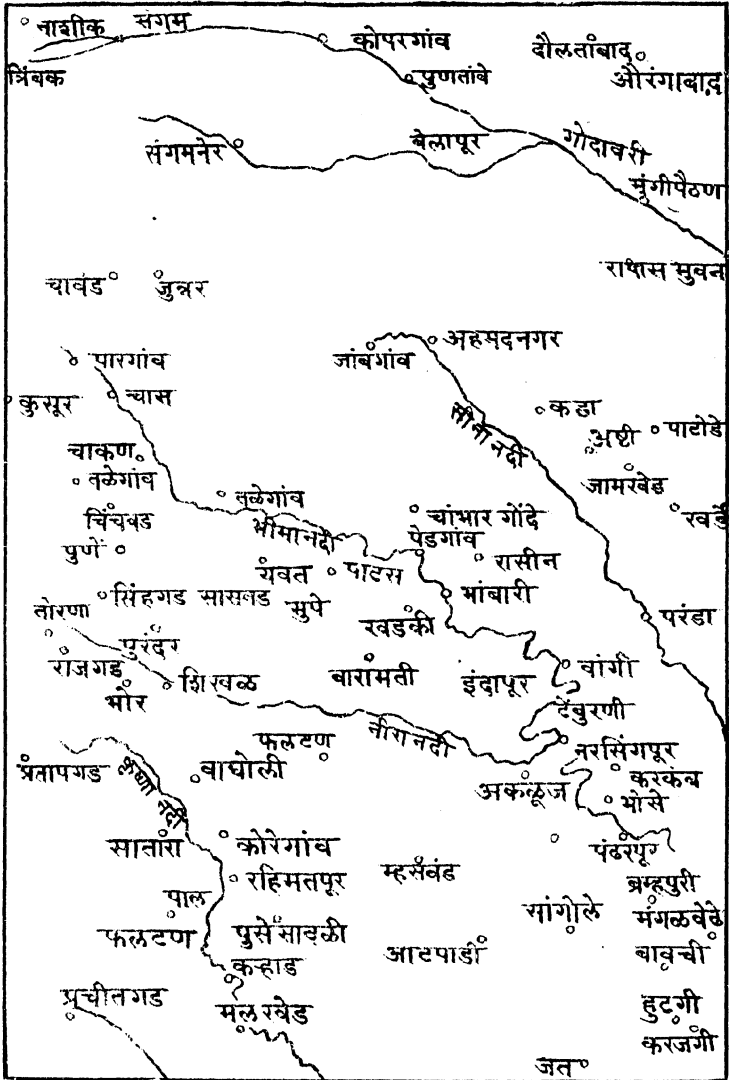 नाशीक संगम
कोपरगांव
दौलताबाद
त्रिंबक
पुणतांबे
औरंगाबाद
संगमनेर
बेलापूर
गोदावरी
मुंगीपैठण
राक्षस भुवन
चावंड जुन्नर
पारगांव
जांबगांव
अहमदनगर
कुसूर
चास
सीना नदी
कडा
अष्टी
पाटोडे
चाकण
तळेगांव
तळेगांव
जामखेड
खर्डे
चिंचवड
भीमा नदी
चांभार गोंदे
पेडगांव
पुणें
यवत
पाटस
रासीन
तोरणा
सिंहगड सासवड
सुपे
भांबारी
खडकी
परंडा
पुरंदर
राजगड
शिरवळ
बारामती
इंदापूर
वांगी
भोर
टेंबुरणी
फलटण
नीरा नदी
नरसिंगपूर
प्रतापगड
वाघोली
अकळूज
करकंब
भोसे
सातारा
कोरेगांव
पंढरपूर
रहिमतपूर
म्हसवंड
ब्रम्हपुरी
पाल
सांगोले
मंगळवेढे
फलटण
पुसेसावळी
आटपाडी
बावची
कऱ्हाड
प्रचीतगड
मलखेड
हुटगी
करजगी
जत